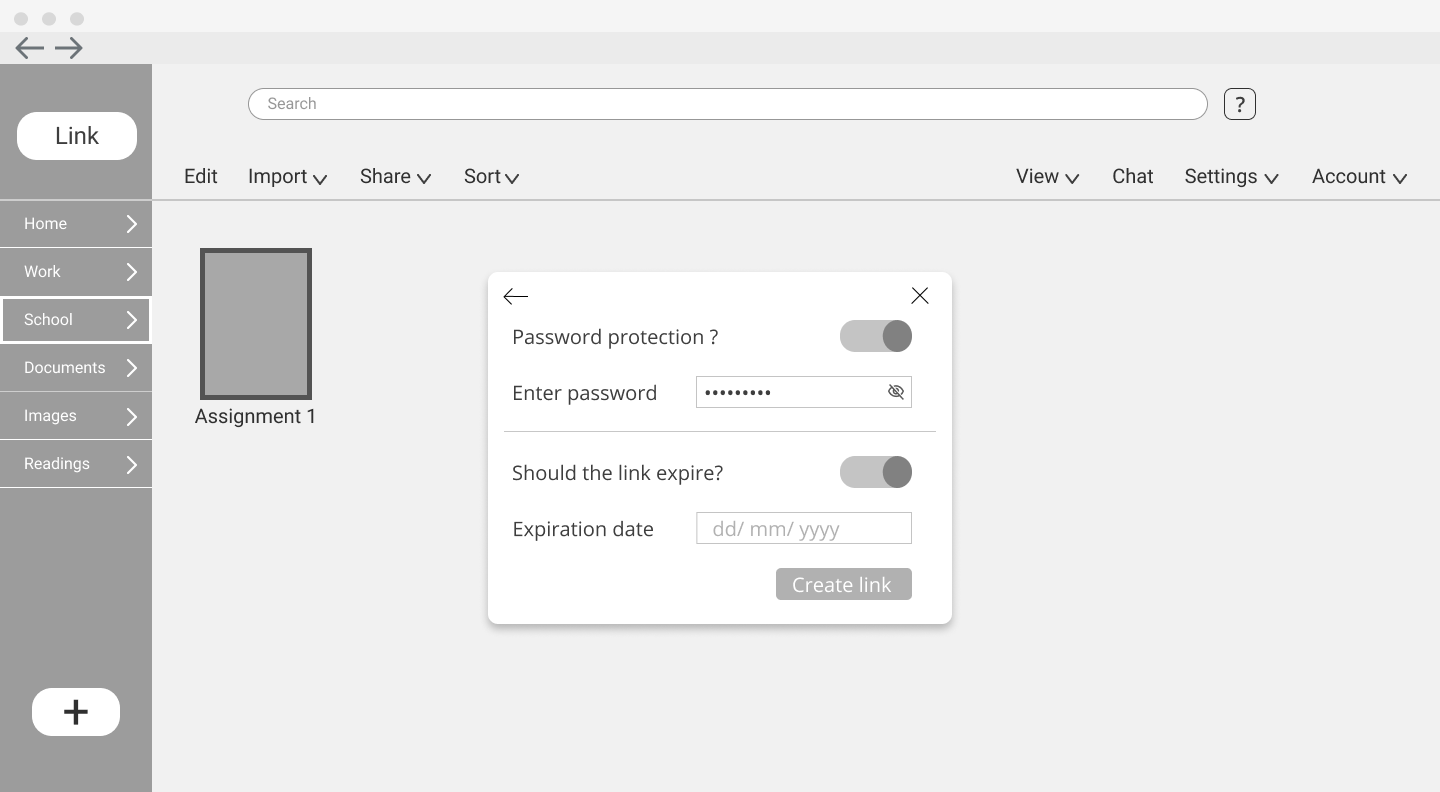 Search
?
Link
Edit Import Share Sort View Chat Settings Account
Home
Work
School
Documents
Images
Readings
Assignment 1
Password protection ?
Enter password •••••••••
Should the link expire?
Expiration date dd/ mm/ yyyy
Create link
+